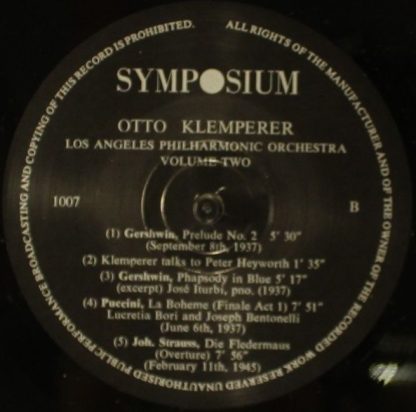 ALL RIGHTS OF THE MANUFACTURER AND OF THE OWNER OF THE RECORDED WORK RESERVED UNAUTHORISED PUBLIC PERFORMANCE BROADCASTING AND COPYING OF THIS RECORD IS PROHIBITED.
SYMPOSIUM
OTTO KLEMPERER
LOS ANGELES PHILHARMONIC ORCHESTRA
VOLUME TWO
1007 B
(1) Gershwin, Prelude No. 2 5' 30"
(September 8th, 1937)
(2) Klemperer talks to Peter Heyworth 1' 35"
(3) Gershwin, Phapsody in Blue 5' 17"
(excerpt) José Iturbi, pno. (1937)
(4) Puccini, La Boheme (Finale Act 1) 7' 51"
Lucretia Bori and Joseph Bentonelli
(June 6th, 1937)
(5) Joh. Strauss, Die Fledermaus
(Overture) 7' 56"
(February 11th, 1945)